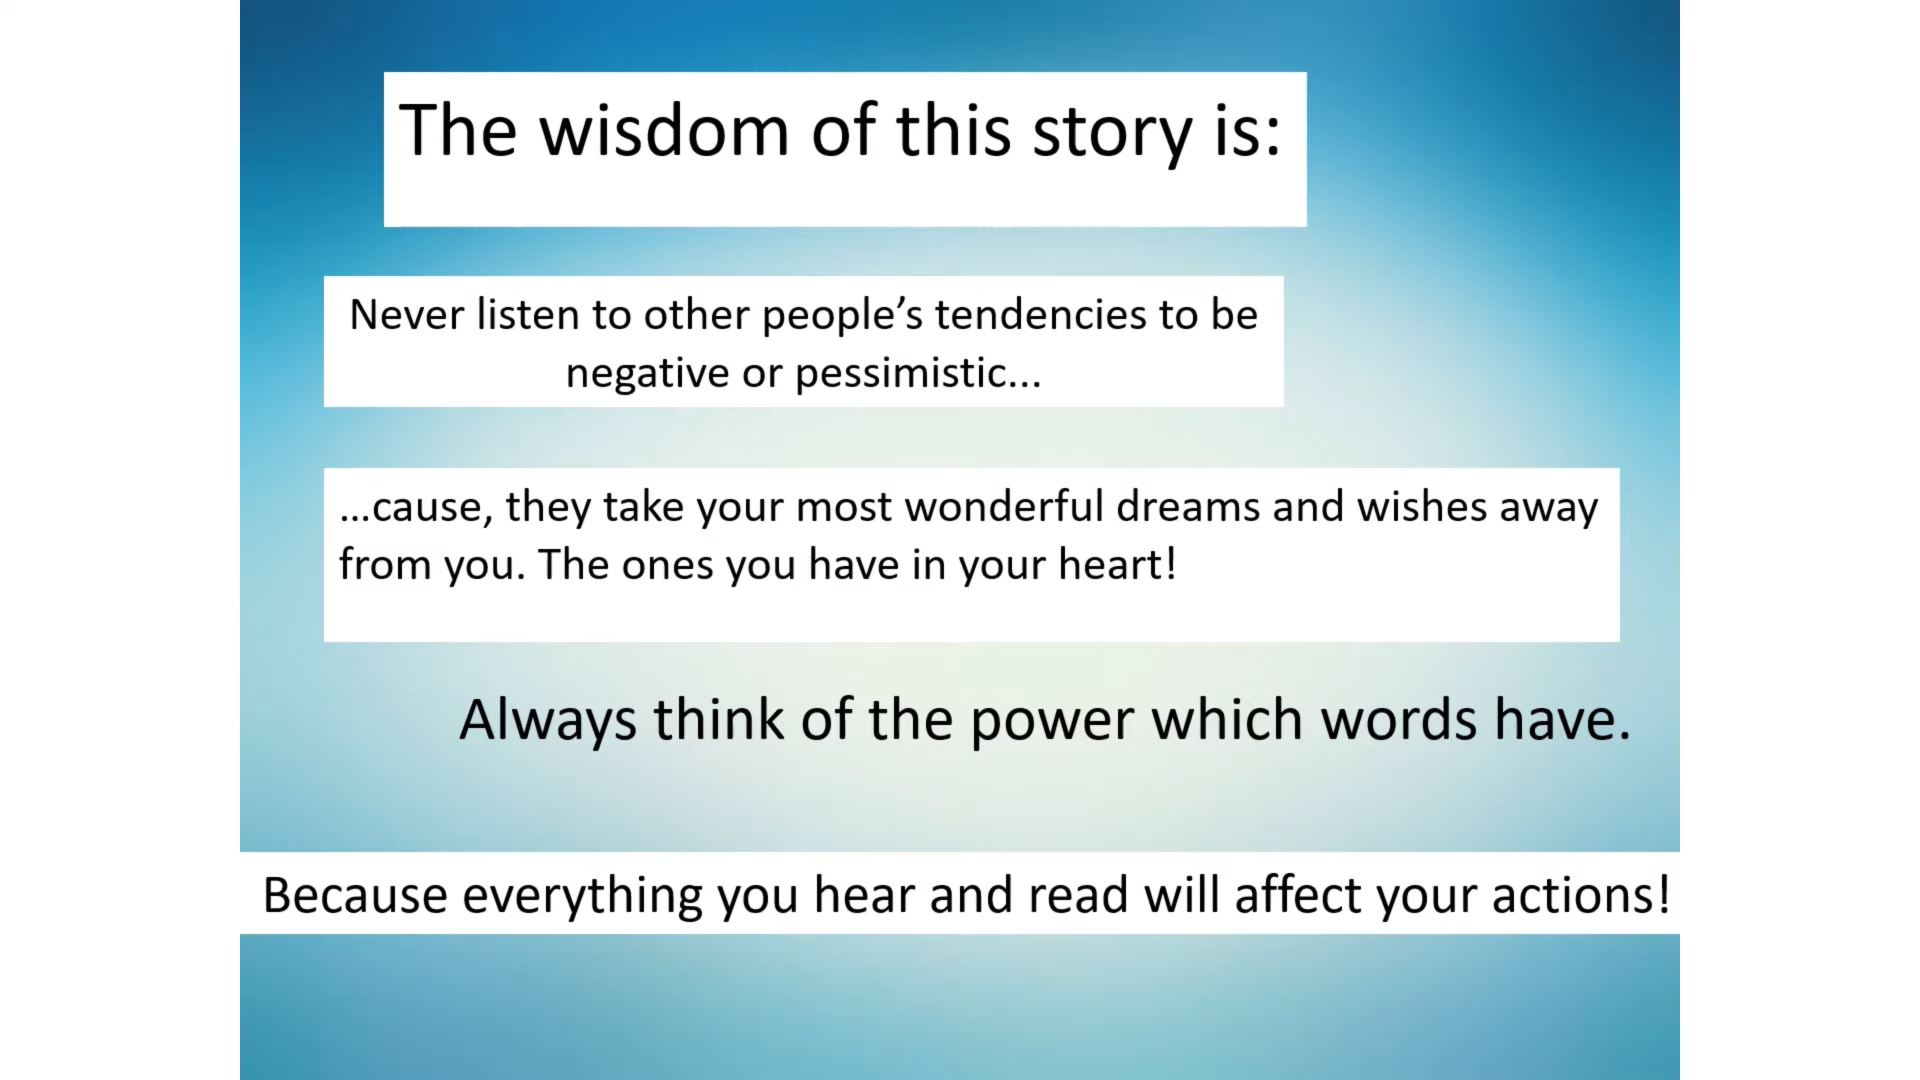 The wisdom of this story is:
Never listen to other people’s tendencies to be
negative or pessimistic...
...cause, they take your most wonderful dreams and wishes away
from you. The ones you have in your heart!
Always think of the power which words have.
Because everything you hear and read will affect your actions!